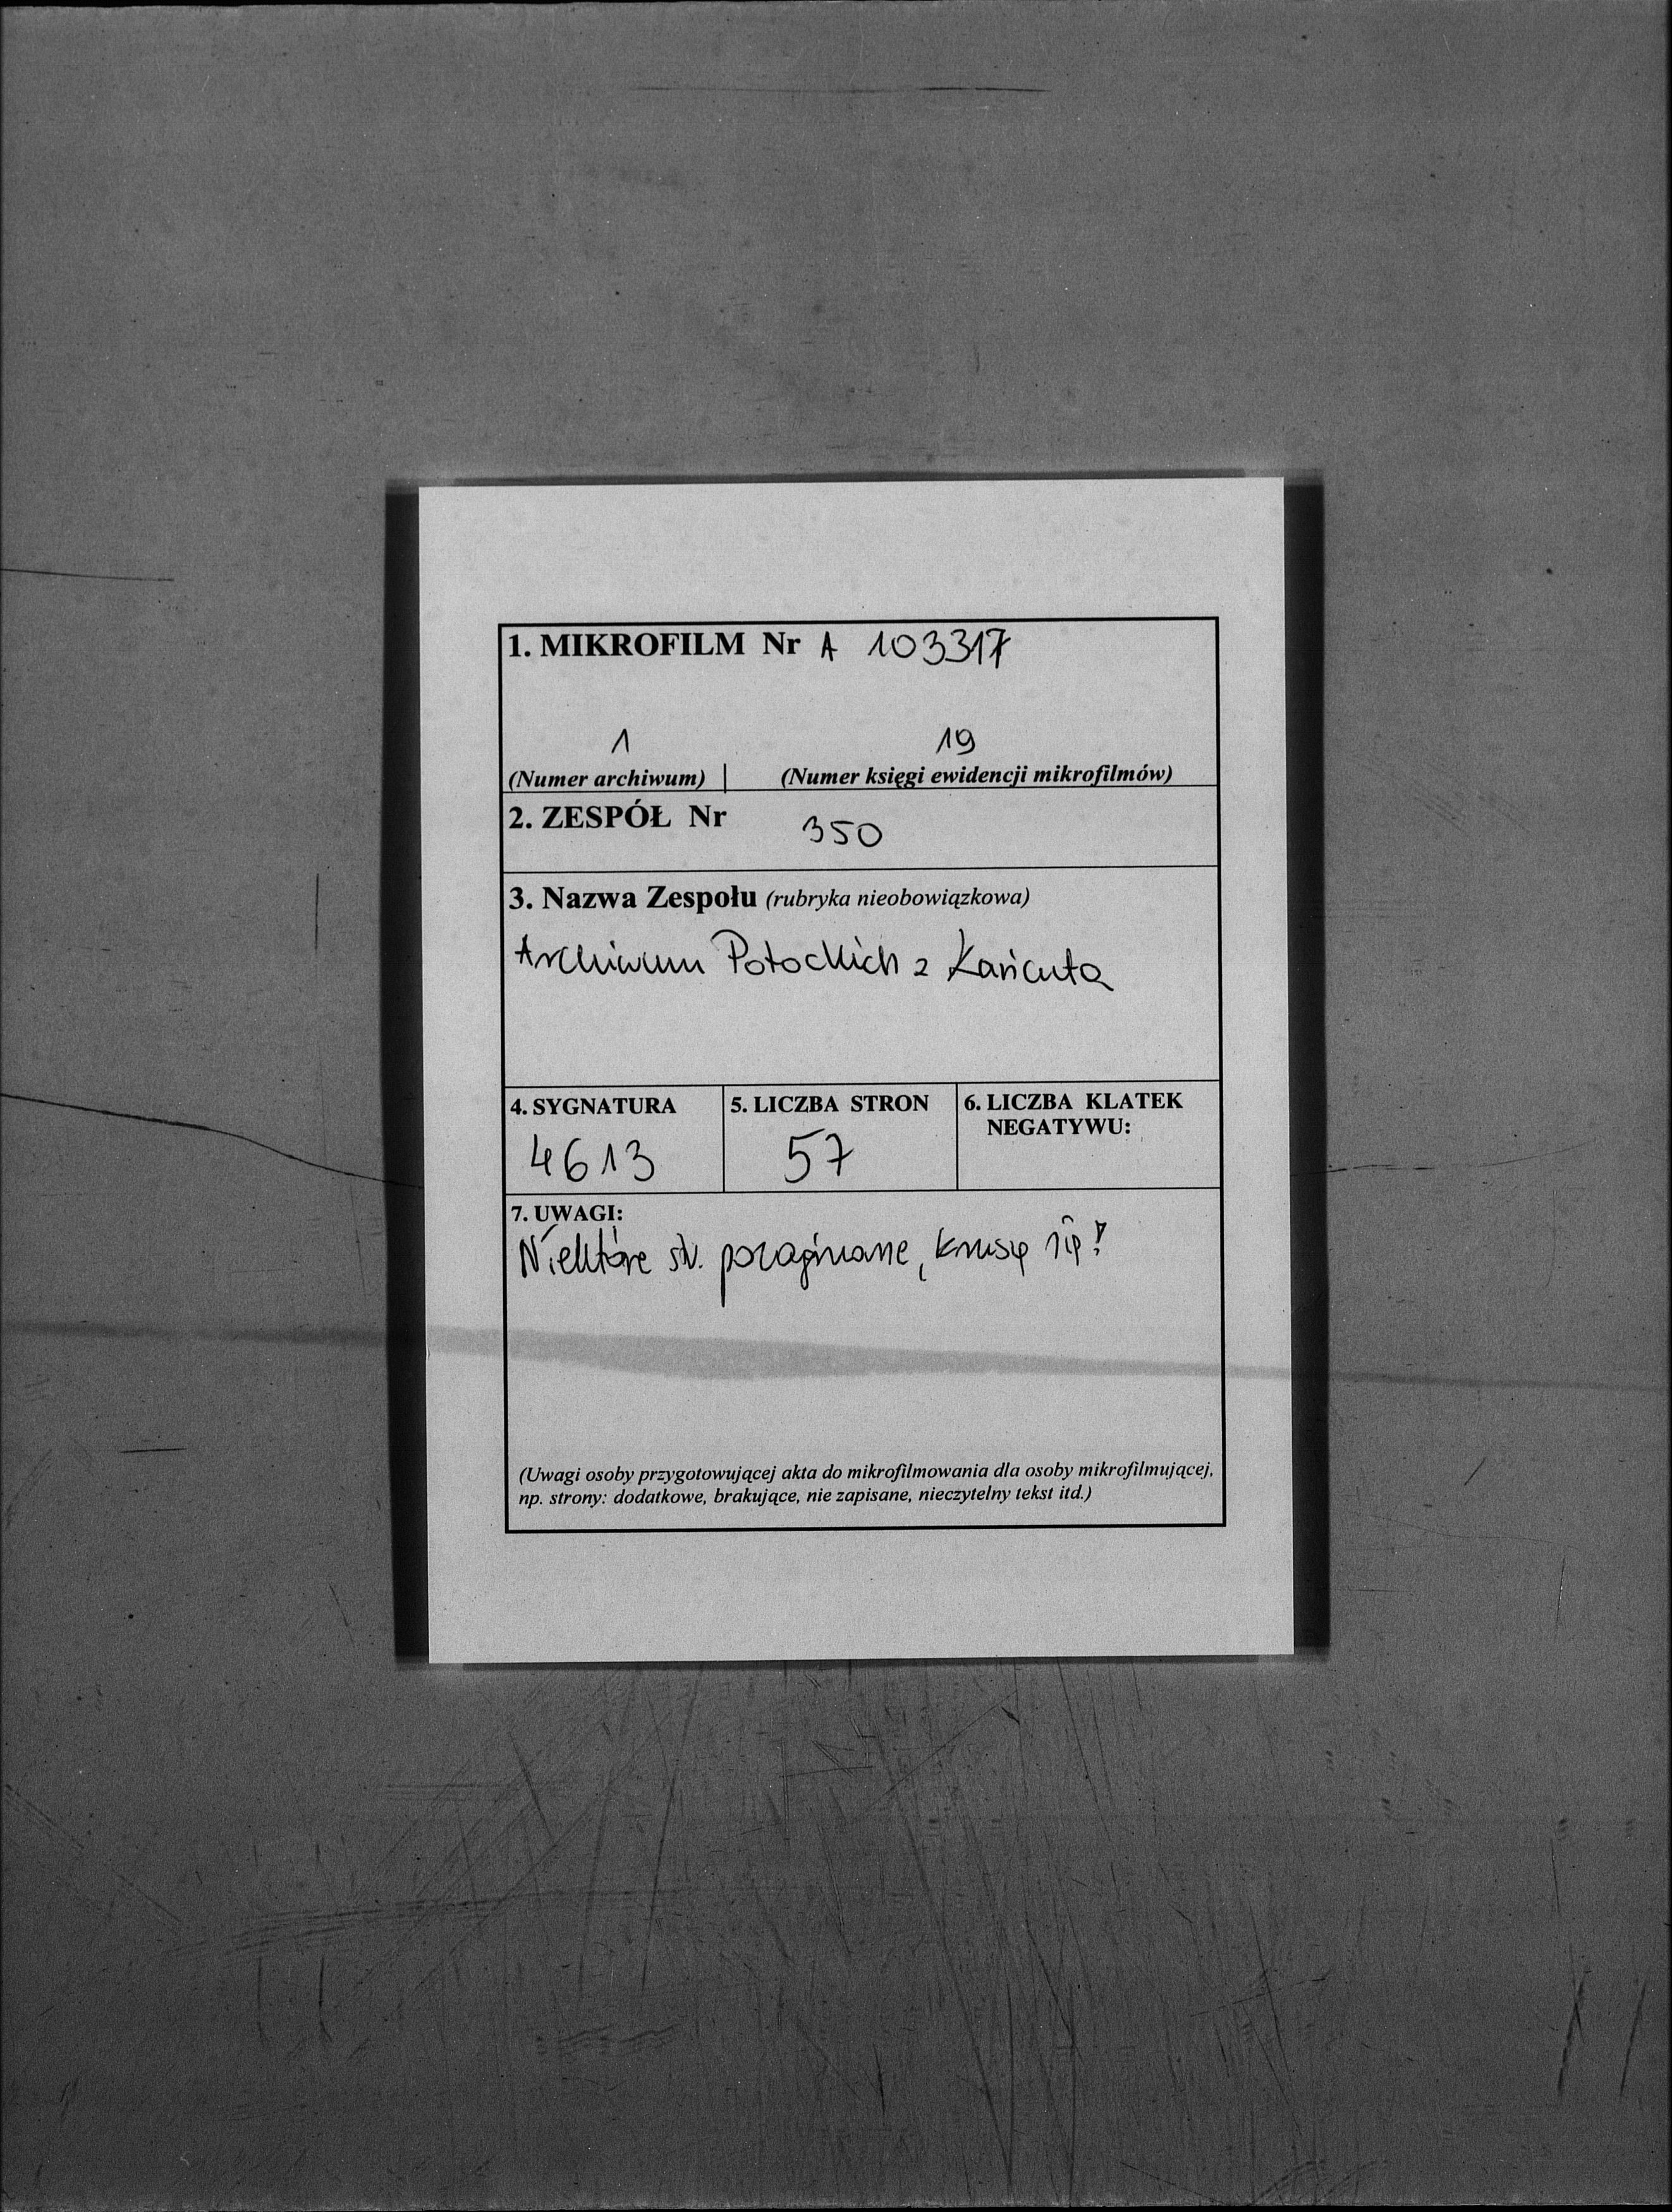 1. MIKROFILM Nr A 103317
1 19
(Numer archiwum) | (Numer księgi ewidencji mikrofilmów)
2. ZESPÓŁ Nr 350
3. Nazwa Zespołu (rubryka nieobowiązkowa)
Archiwum Potockich z Łańcuta
4. SYGNATURA 5. LICZBA STRON 6. LICZBA KLATEK
NEGATYWU:
4613 57
7. UWAGI:
Niektóre str. pozaginane, kruszą się!
(Uwagi osoby przygotowującej akta do mikrofilmowania dla osoby mikrofilmującej,
np. strony: dodatkowe, brakujące, nie zapisane, nieczytelny tekst itd.)